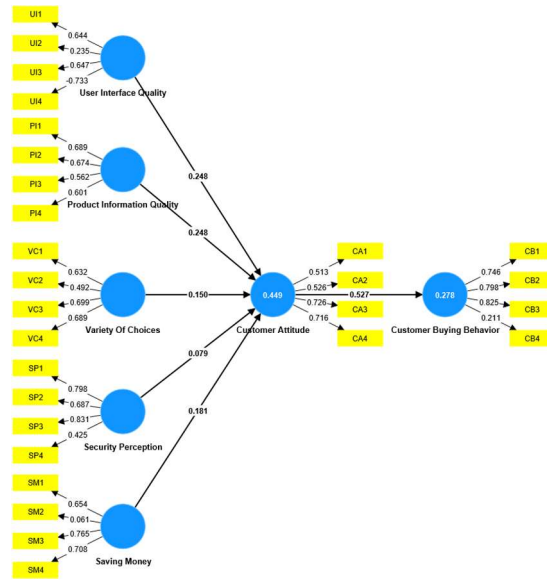 UI1
0.644
UI2
0.235
UI3
0.647
-0.733
UI4
User Interface Quality
PI1
0.689
PI2
0.674
PI3
0.562
0.601
PI4
Product Information Quality
0.248
0.248
VC1
0.632
VC2
0.492
VC3
0.699
0.689
VC4
Variety Of Choices
0.150
CA1
0.513
CA2
0.526
0.449
0.527
0.726
CA3
0.716
CA4
Customer Attitude
CB1
0.746
CB2
0.798
0.278
0.825
CB3
0.211
CB4
Customer Buying Behavior
SP1
0.798
SP2
0.687
SP3
0.831
0.425
SP4
Security Perception
0.079
0.181
SM1
0.654
SM2
0.061
SM3
0.765
0.708
SM4
Saving Money